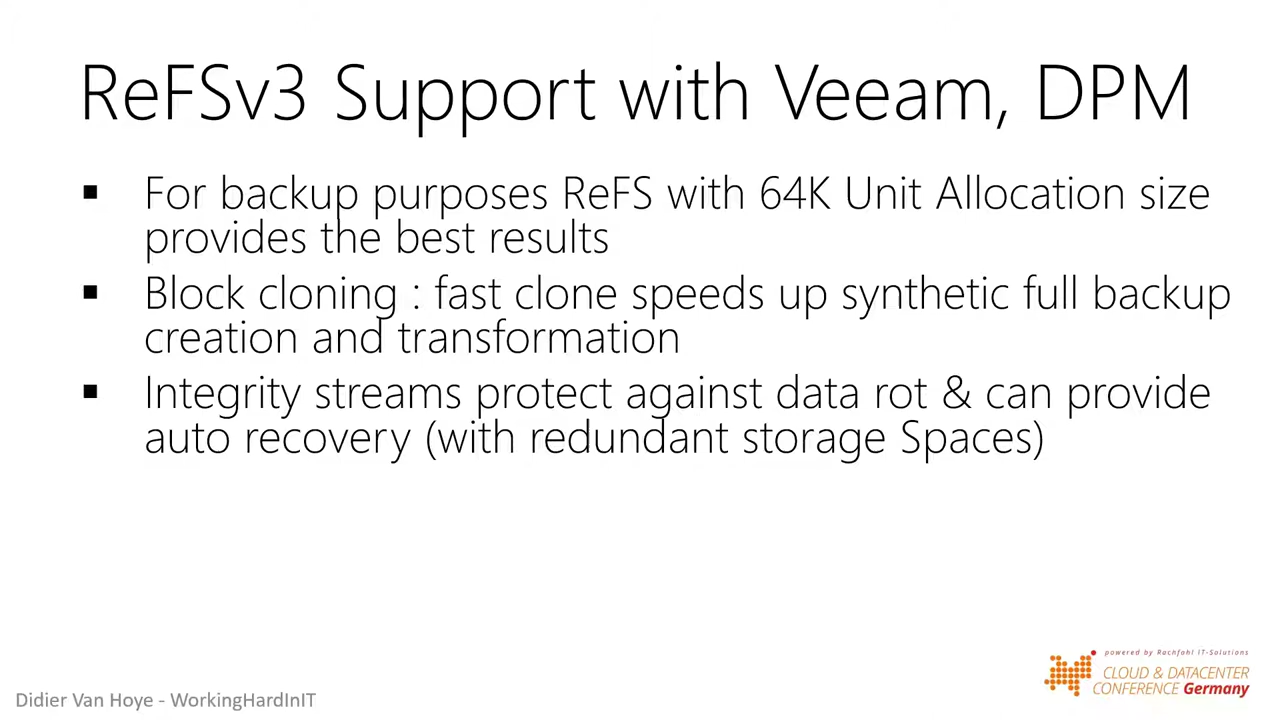 ReFSv3 Support with Veeam, DPM
▪ For backup purposes ReFS with 64K Unit Allocation size
provides the best results
▪ Block cloning : fast clone speeds up synthetic full backup
creation and transformation
▪ Integrity streams protect against data rot & can provide
auto recovery (with redundant storage Spaces)
powered by Rachfahl IT-Solutions
CLOUD & DATACENTER
CONFERENCE Germany
Didier Van Hoye - WorkingHardInIT